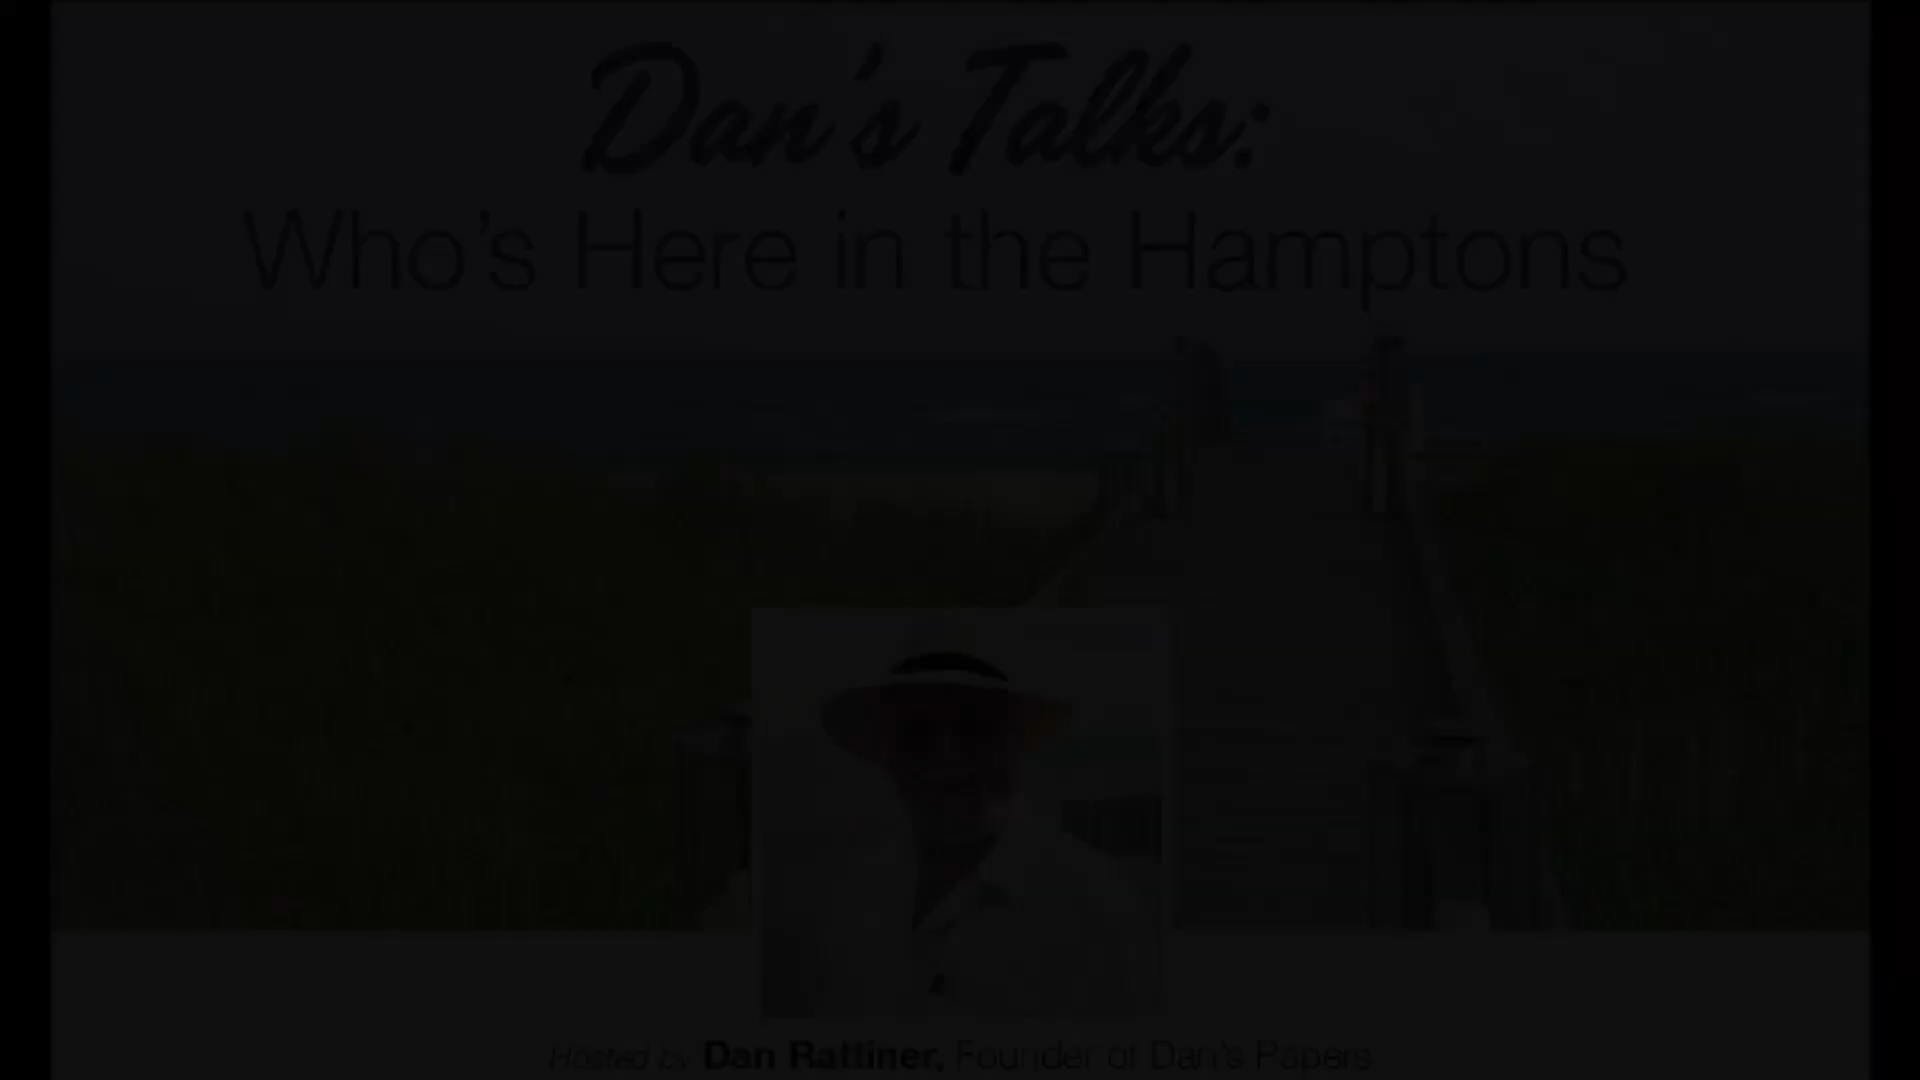 Dan's Talks:
Who's Here in the Hamptons
Hosted by Dan Rattiner, Founder of Dan's Papers